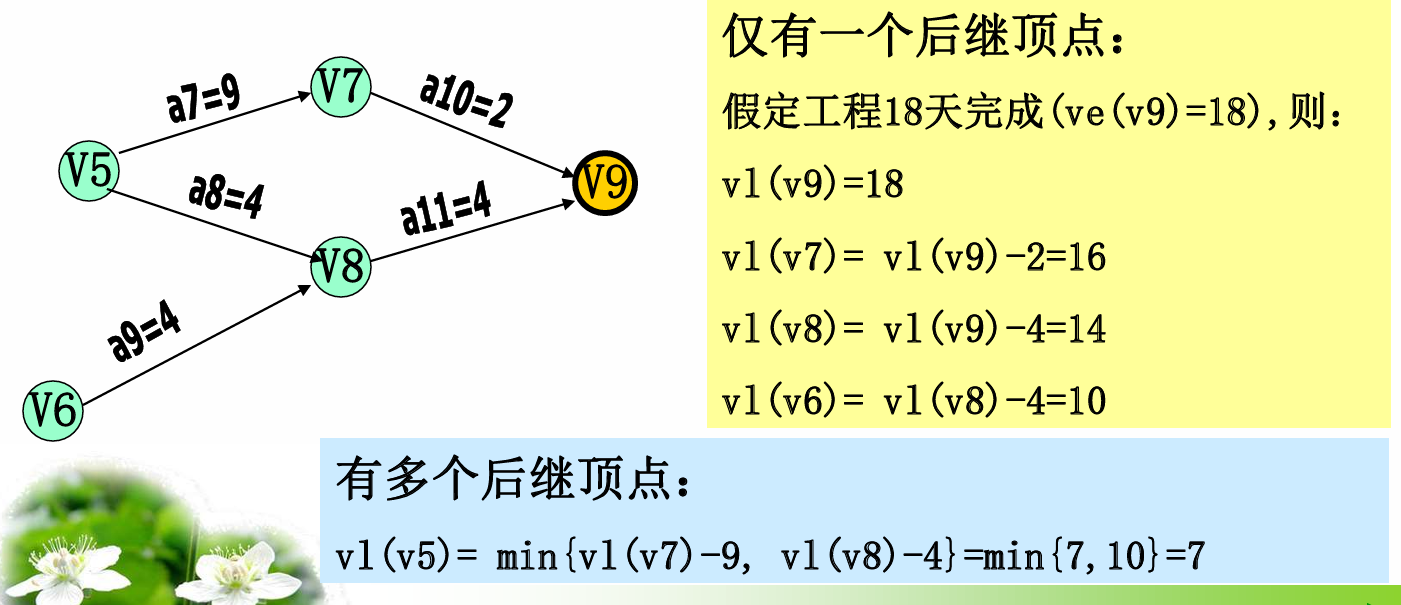 V5
a7=9
V7
a10=2
a8=4
V8
a11=4
V9
a9=4
V6
仅有一个后继顶点：
假定工程18天完成(ve(v9)=18),则：
vl(v9)=18
vl(v7)= vl(v9)-2=16
vl(v8)= vl(v9)-4=14
vl(v6)= vl(v8)-4=10
有多个后继顶点：
vl(v5)= min{vl(v7)-9, vl(v8)-4}=min{7,10}=7